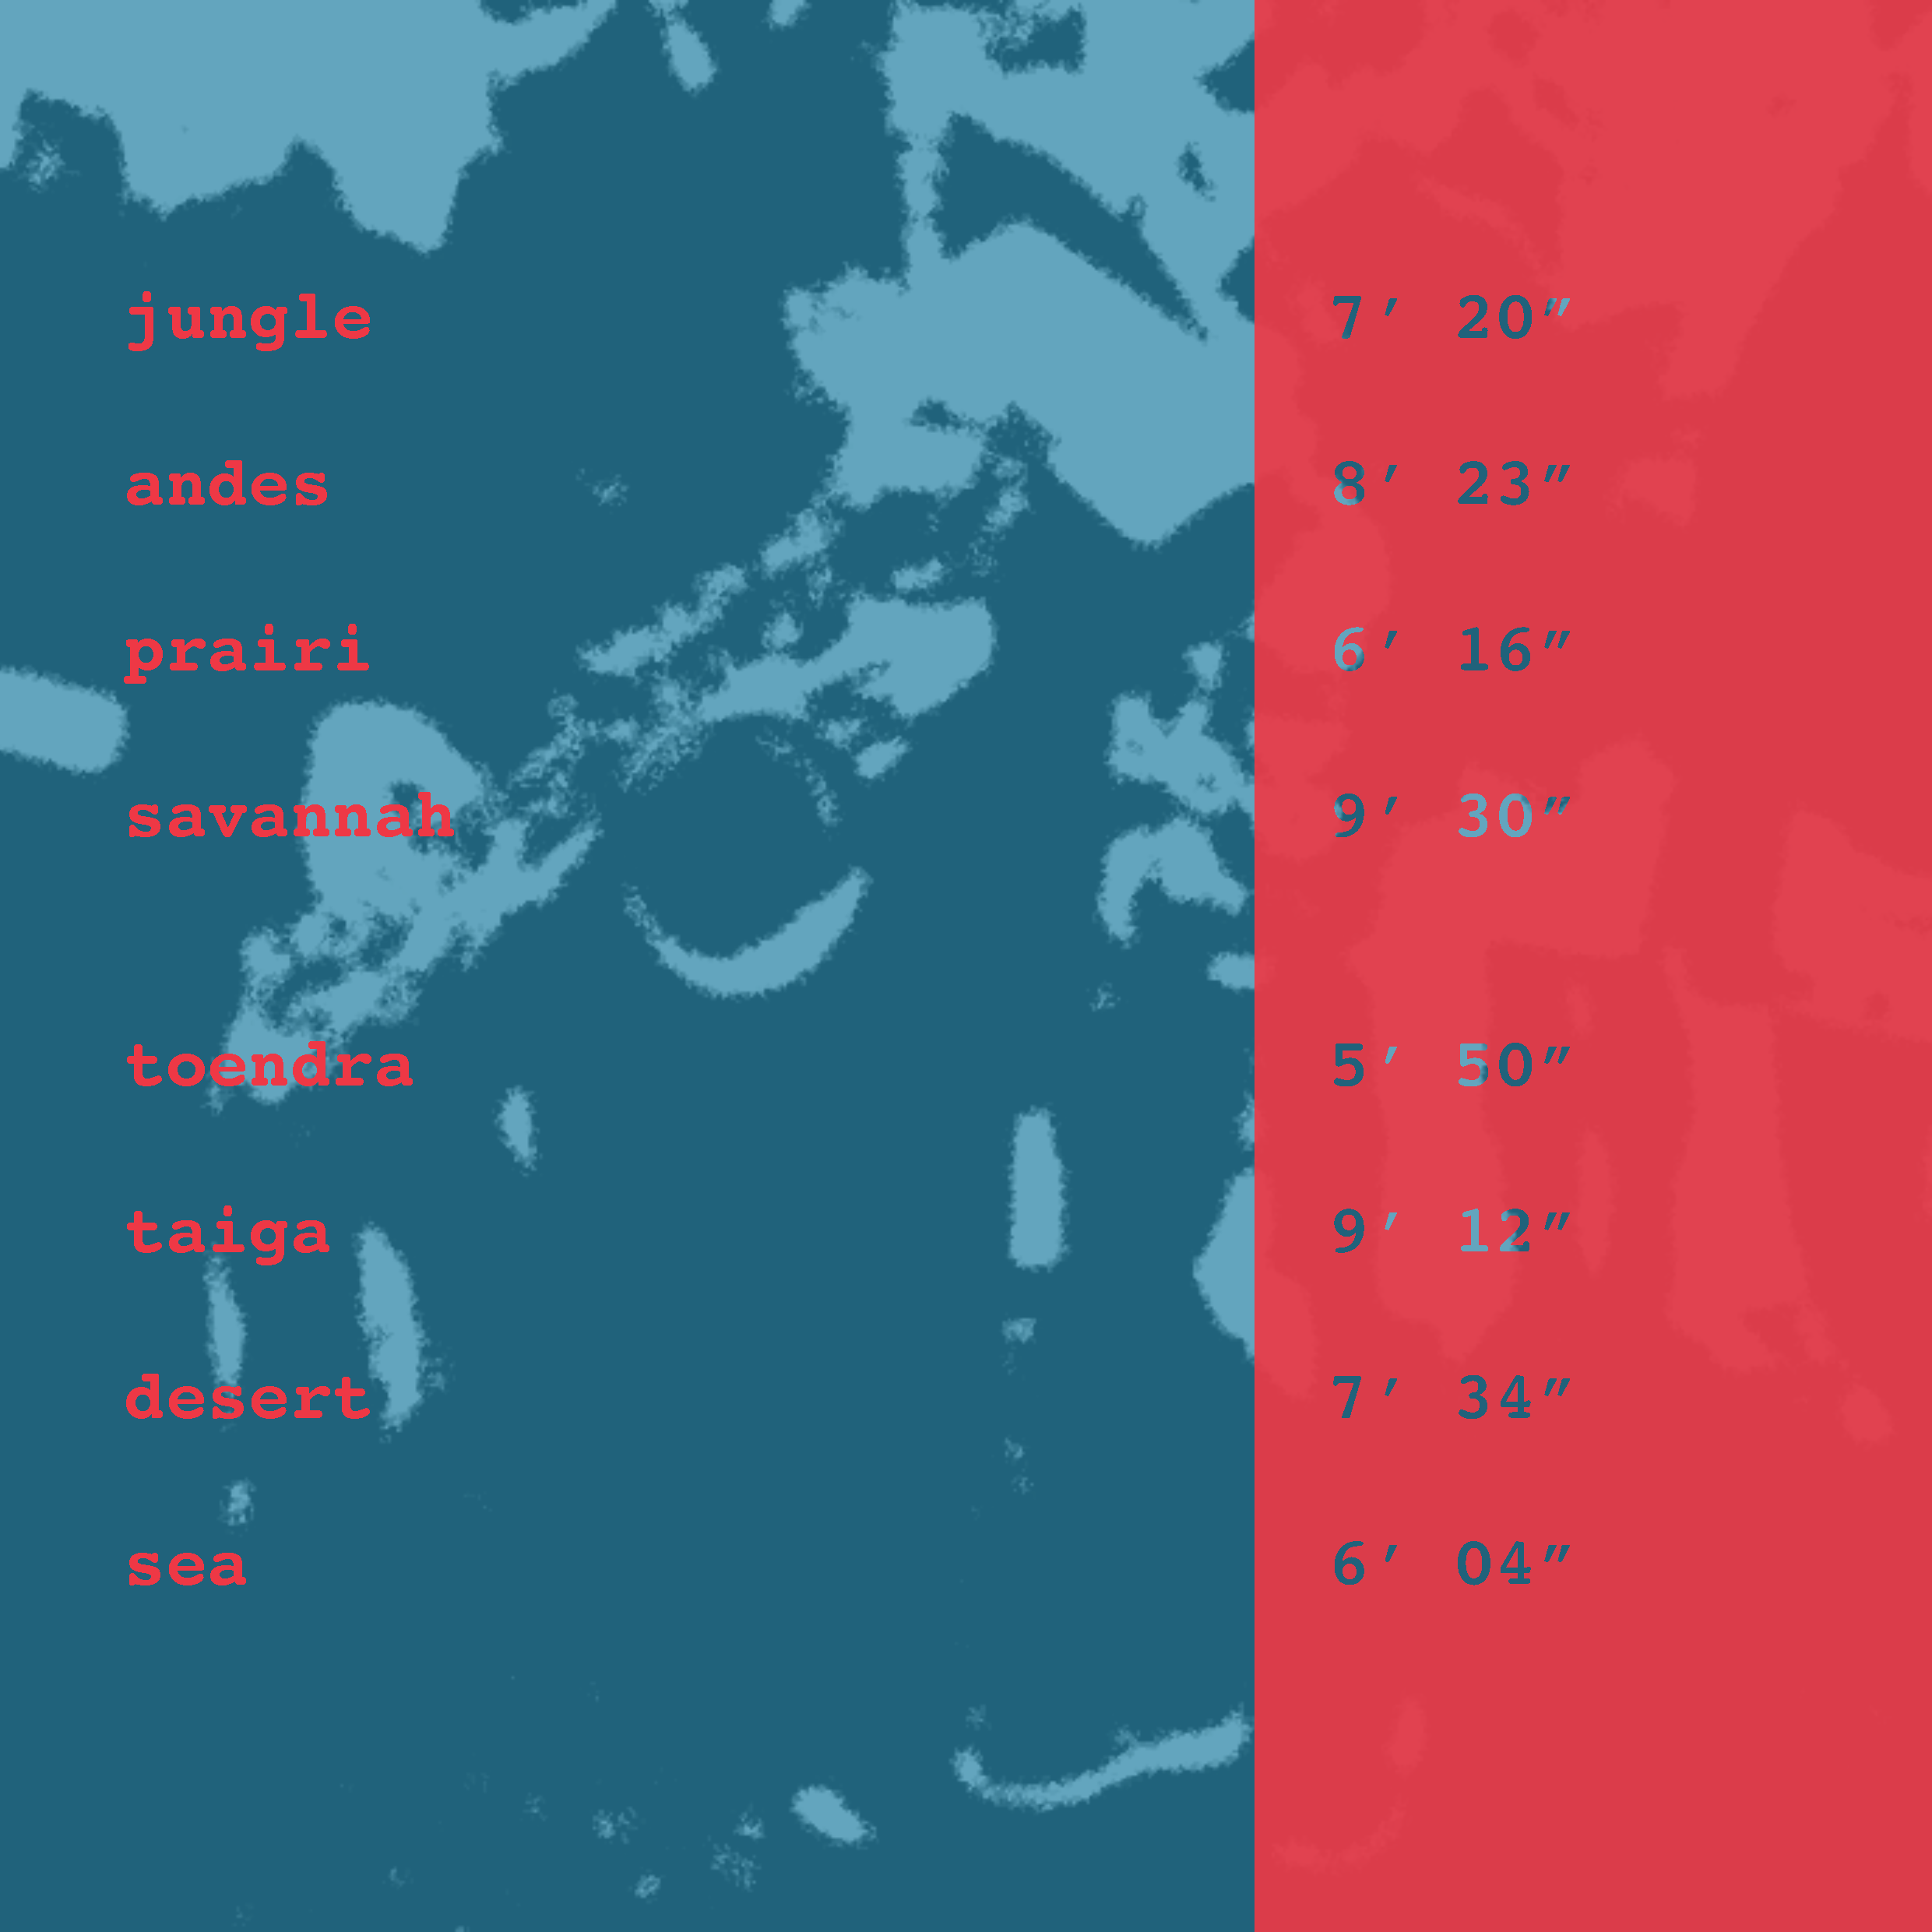 jungle 7′ 20″
andes 8′ 23″
prairi 6′ 16″
savannah 9′ 30″
toendra 5′ 50″
taiga 9′ 12″
desert 7′ 34″
sea 6′ 04″